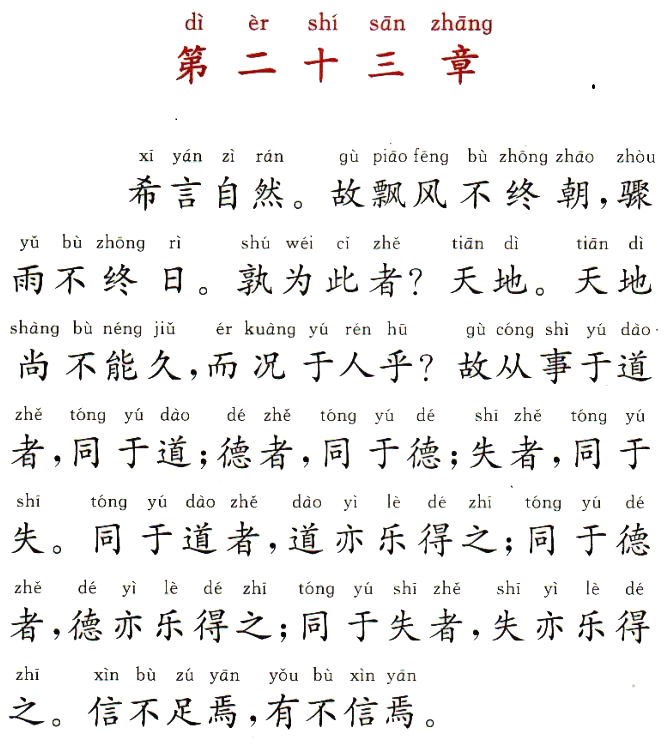 dì èr shí sān zhāng
第二十三章
xī yán zì rán gù piāo fēng bù zhōng zhāo zhòu
希言自然。故飘风不终朝，骤
yǔ bù zhōng rì shú wéi cǐ zhě tiān dì tiān dì
雨不终日。孰为此者？天地。天地
shàng bù néng jiǔ ér kuàng yú rén hū gù cóng shì yú dào
尚不能久，而况于人乎？故从事于道
zhě tóng yú dào dé zhě tóng yú dé shī zhě tóng yú
者，同于道；德者，同于德；失者，同于
shī tóng yú dào zhě dào yì lè dé zhī tóng yú dé
失。同于道者，道亦乐得之；同于德
zhě dé yì lè dé zhī tóng yú shī zhě shī yì lè dé
者，德亦乐得之；同于失者，失亦乐得
zhī xìn bù zú yān yǒu bù xìn yān
之。信不足焉，有不信焉。